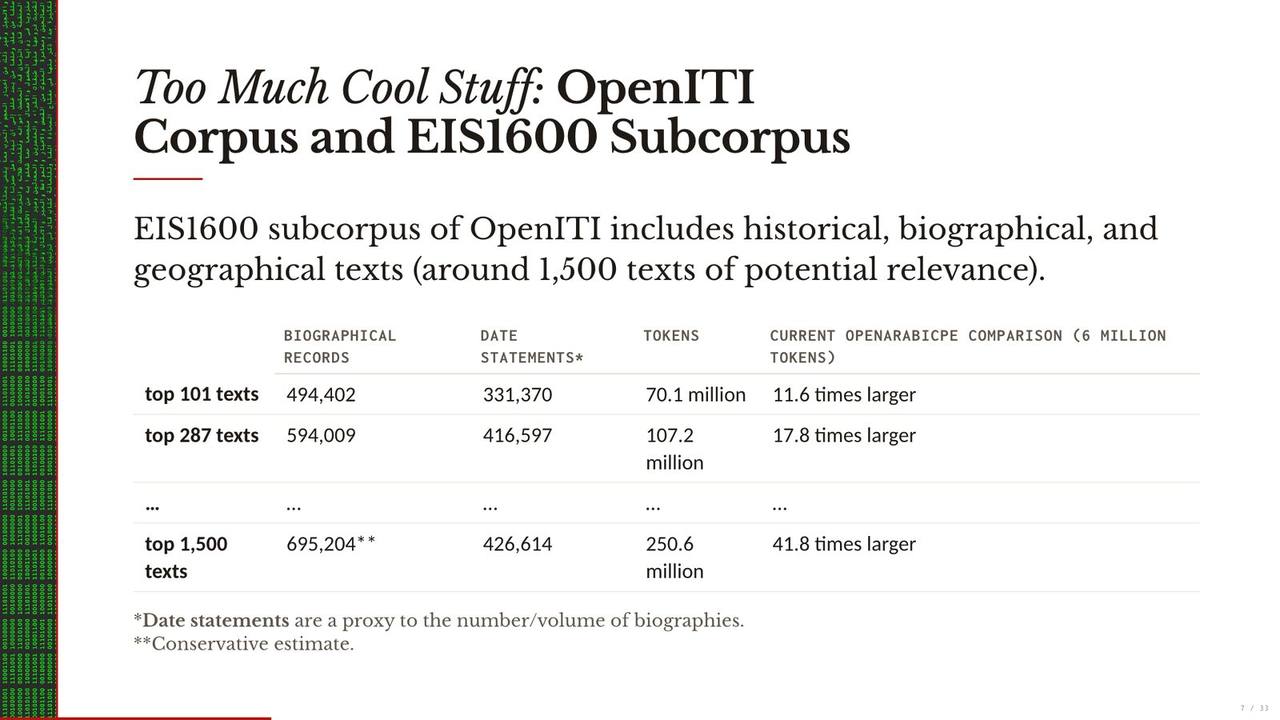 Too Much Cool Stuff: OpenITI
Corpus and EIS1600 Subcorpus
EIS1600 subcorpus of OpenITI includes historical, biographical, and
geographical texts (around 1,500 texts of potential relevance).
BIOGRAPHICAL RECORDS DATE STATEMENTS* TOKENS CURRENT OPENARABICPE COMPARISON (6 MILLION TOKENS)
top 101 texts 494,402 331,370 70.1 million 11.6 times larger
top 287 texts 594,009 416,597 107.2 million 17.8 times larger
... ... ... ... ...
top 1,500 texts 695,204** 426,614 250.6 million 41.8 times larger
*Date statements are a proxy to the number/volume of biographies.
**Conservative estimate.
7 / 33